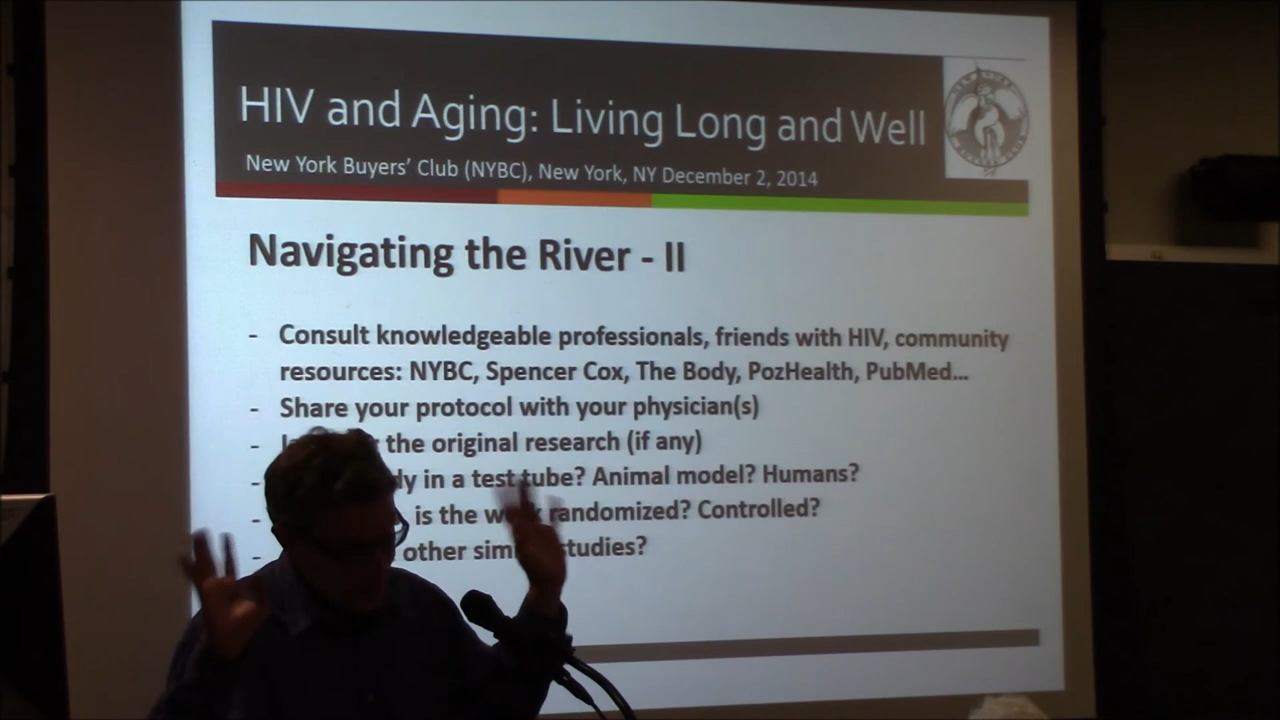 HIV and Aging: Living Long and Well
New York Buyers' Club (NYBC), New York, NY December 2, 2014
Navigating the River - II
- Consult knowledgeable professionals, friends with HIV, community
resources: NYBC, Spencer Cox, The Body, PozHealth, PubMed...
- Share your protocol with your physician(s)
- the original research (if any)
- in a test tube? Animal model? Humans?
- is the randomized? Controlled?
- other studies?